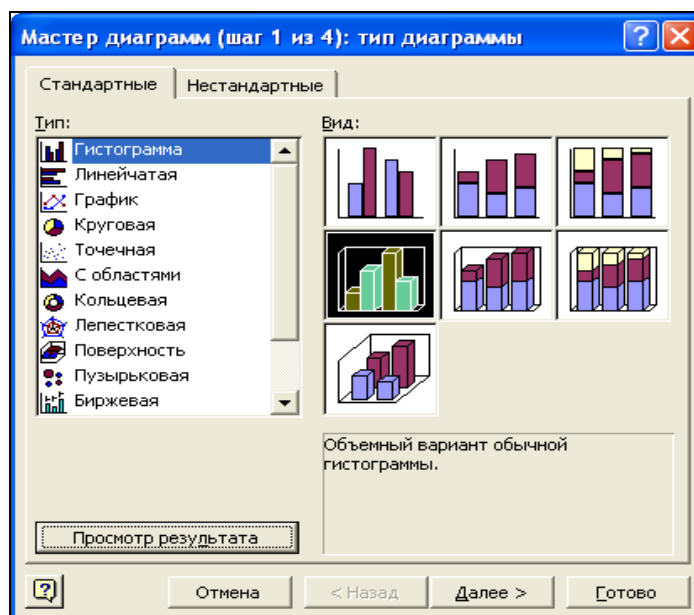 Мастер диаграмм (шаг 1 из 4): тип диаграммы
Стандартные
Нестандартные
Тип:
Гистограмма
Линейчатая
График
Круговая
Точечная
С областями
Кольцевая
Лепестковая
Поверхность
Пузырьковая
Биржевая
Вид:
Объемный вариант обычной
гистограммы.
Просмотр результата
Отмена
< Назад
Далее >
Готово